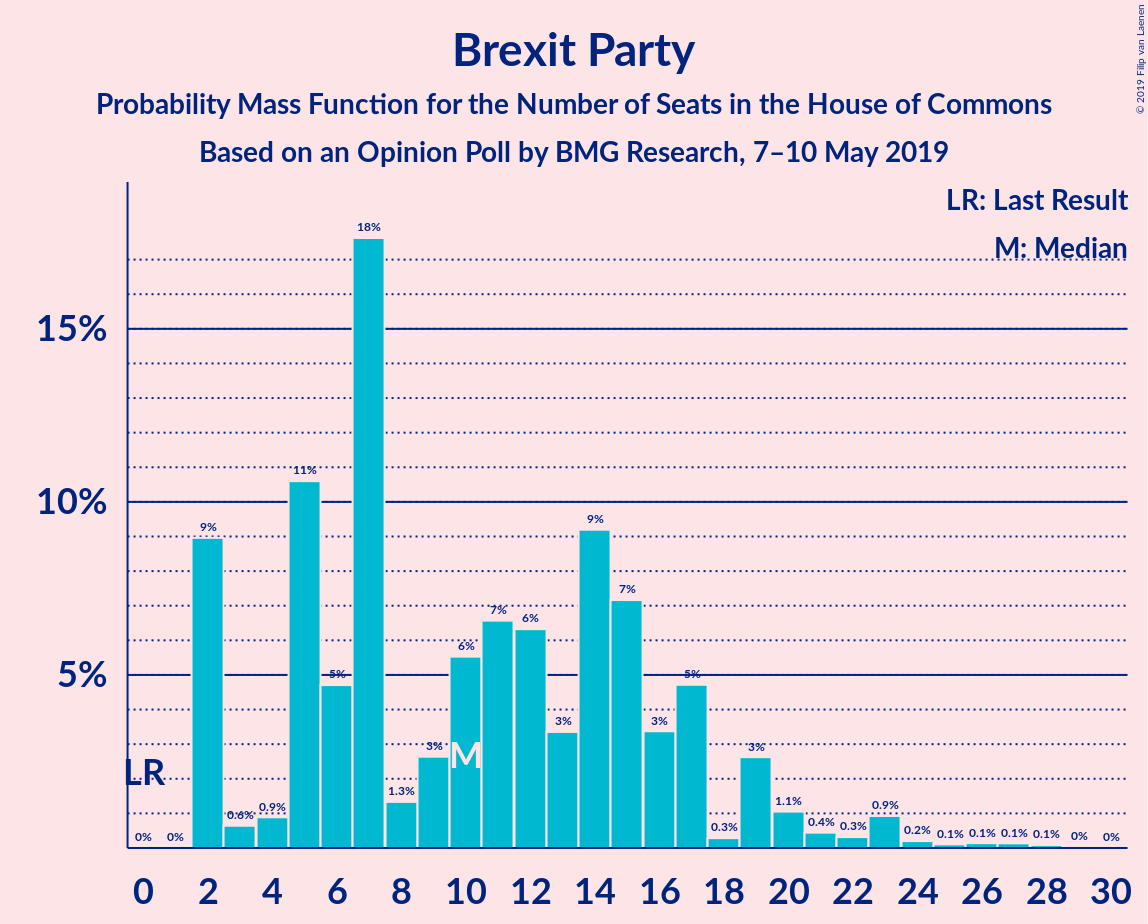 Brexit Party
Probability Mass Function for the Number of Seats in the House of Commons
Based on an Opinion Poll by BMG Research, 7–10 May 2019
© 2019 Filip van Laenen
LR: Last Result
M: Median
15%
10%
5%
LR
M
0% 0% 9% 0.6% 0.9% 11% 5% 18% 1.3% 3% 6% 7% 6% 3% 9% 7% 3% 5% 0.3% 3% 1.1% 0.4% 0.3% 0.9% 0.2% 0.1% 0.1% 0.1% 0.1% 0% 0%
0 2 4 6 8 10 12 14 16 18 20 22 24 26 28 30